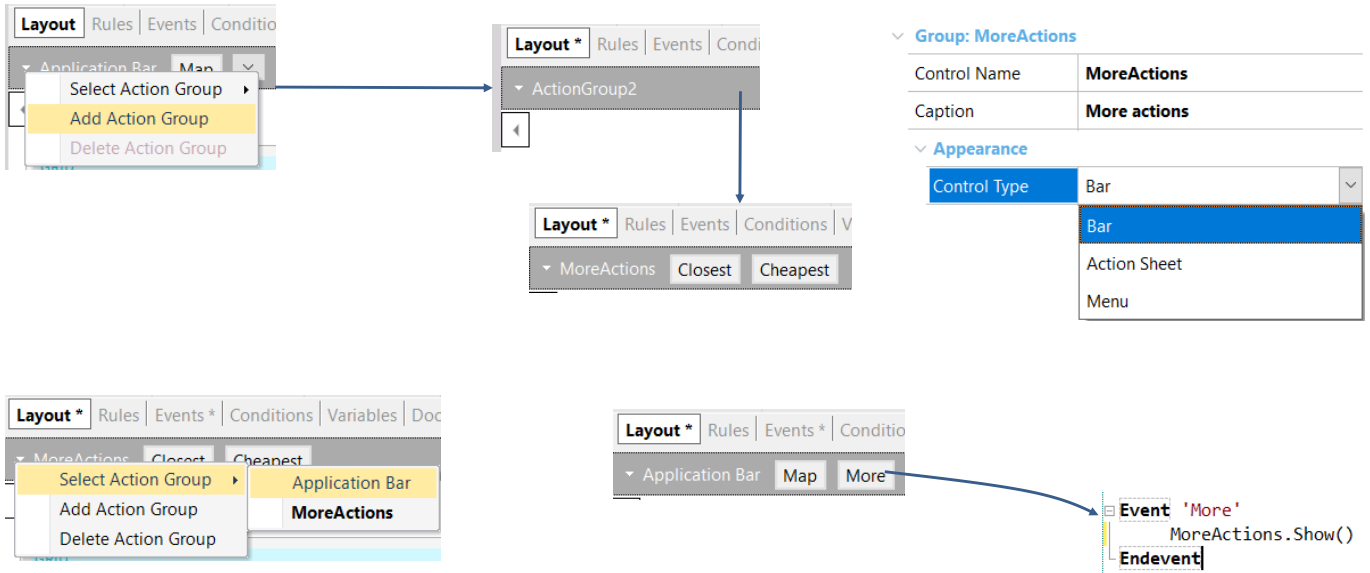 Layout Rules Events Conditio
Application Bar Map
Select Action Group
Add Action Group
Delete Action Group
Layout * Rules Events Condi
ActionGroup2
Layout * Rules Events Conditions V
MoreActions Closest Cheapest
Group: MoreActions
Control Name MoreActions
Caption More actions
Appearance
Control Type Bar
Bar
Action Sheet
Menu
Layout * Rules Events * Conditions Variables Doc
MoreActions Closest Cheapest
Select Action Group Application Bar
Add Action Group MoreActions
Delete Action Group
Layout * Rules Events * Conditio
Application Bar Map More
Event 'More'
MoreActions.Show()
Endevent